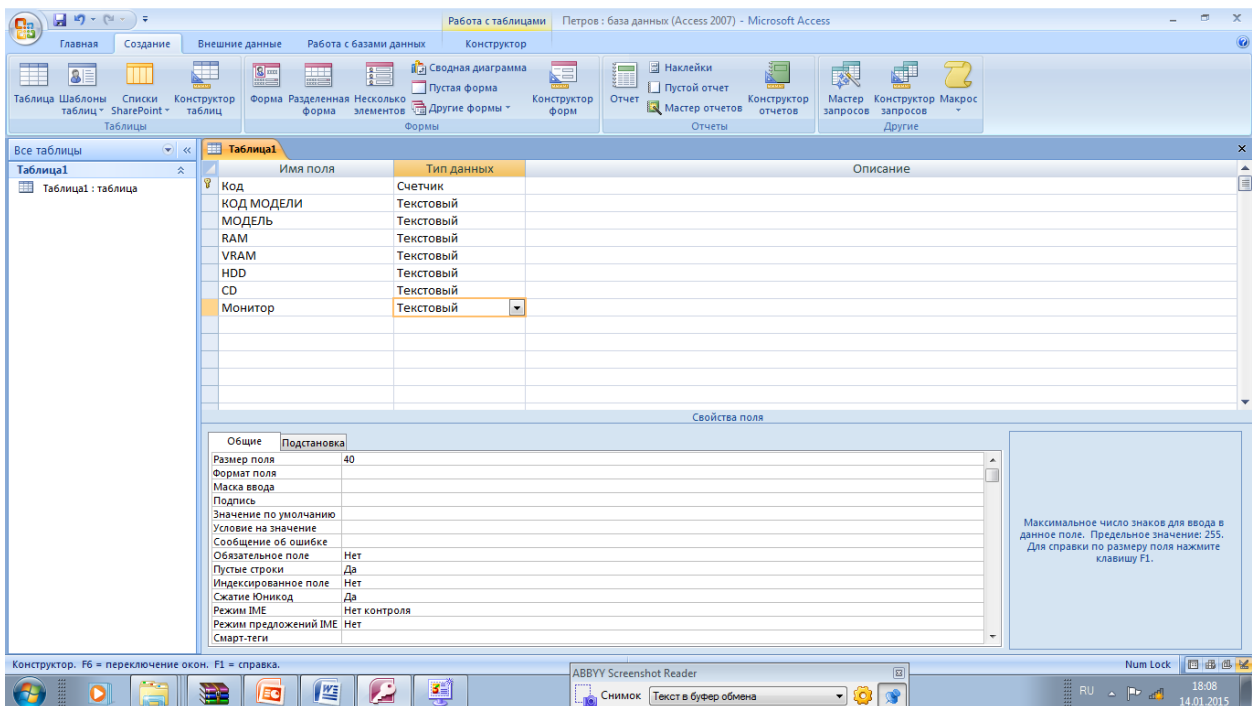 Работа с таблицами Петров : база данных (Access 2007) - Microsoft Access
Главная Создание Внешние данные Работа с базами данных Конструктор
Таблица Шаблоны таблиц Списки SharePoint Конструктор таблиц
Таблицы
Форма Разделенная форма Несколько элементов
Сводная диаграмма
Пустая форма
Другие формы
Конструктор форм
Формы
Отчет
Наклейки
Пустой отчет
Мастер отчетов
Конструктор отчетов
Отчеты
Мастер запросов Конструктор запросов Макрос
Другие
Все таблицы
Таблица1
Таблица1 : таблица
Таблица1
Имя поля Тип данных Описание
Код Счетчик
КОД МОДЕЛИ Текстовый
МОДЕЛЬ Текстовый
RAM Текстовый
VRAM Текстовый
HDD Текстовый
CD Текстовый
Монитор Текстовый
Свойства поля
Общие Подстановка
Размер поля 40
Формат поля
Маска ввода
Подпись
Значение по умолчанию
Условие на значение
Сообщение об ошибке
Обязательное поле Нет
Пустые строки Да
Индексированное поле Нет
Сжатие Юникод Да
Режим IME Нет контроля
Режим предложений IME Нет
Смарт-теги
Максимальное число знаков для ввода в
данное поле. Предельное значение: 255.
Для справки по размеру поля нажмите
клавишу F1.
Конструктор. F6 = переключение окон. F1 = справка.
Num Lock
ABBYY Screenshot Reader
Снимок Текст в буфер обмена
RU
18:08
14.01.2015